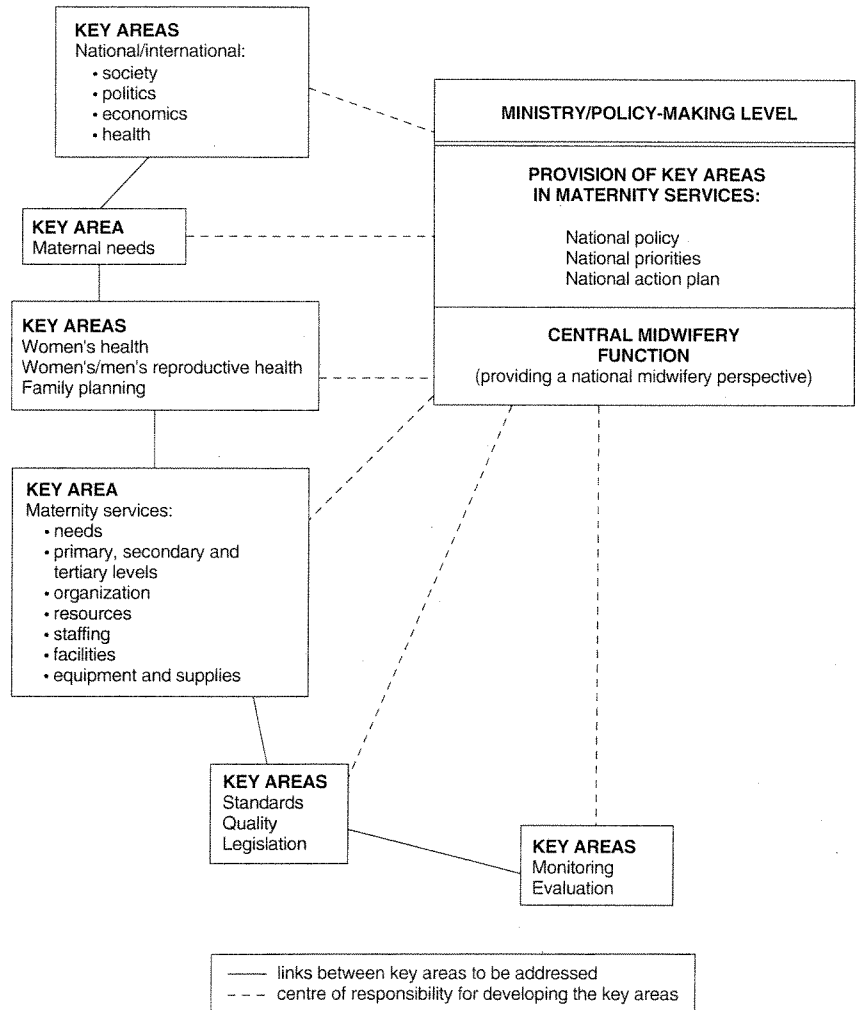 KEY AREAS
National/international:
• society
• politics
• economics
• health
KEY AREA
Maternal needs
KEY AREAS
Women's health
Women's/men's reproductive health
Family planning
KEY AREA
Maternity services:
• needs
• primary, secondary and
tertiary levels
• organization
• resources
• staffing
• facilities
• equipment and supplies
KEY AREAS
Standards
Quality
Legislation
KEY AREAS
Monitoring
Evaluation
MINISTRY/POLICY-MAKING LEVEL
PROVISION OF KEY AREAS
IN MATERNITY SERVICES:
National policy
National priorities
National action plan
CENTRAL MIDWIFERY
FUNCTION
(providing a national midwifery perspective)
links between key areas to be addressed
centre of responsibility for developing the key areas